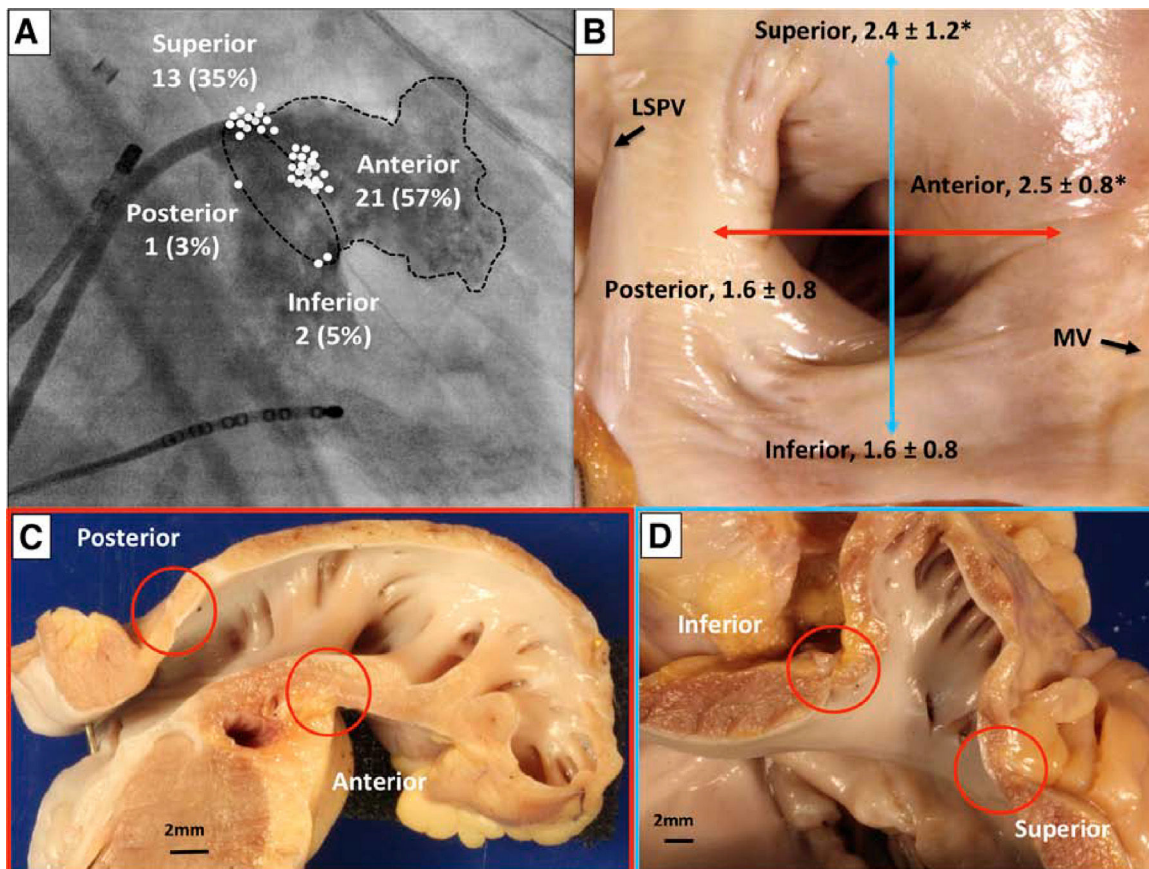 A
Superior
13 (35%)
Anterior
21 (57%)
Posterior
1 (3%)
Inferior
2 (5%)
B
Superior, 2.4 ± 1.2*
LSPV
Anterior, 2.5 ± 0.8*
Posterior, 1.6 ± 0.8
MV
Inferior, 1.6 ± 0.8
C
Posterior
Anterior
2mm
D
Inferior
Superior
2mm